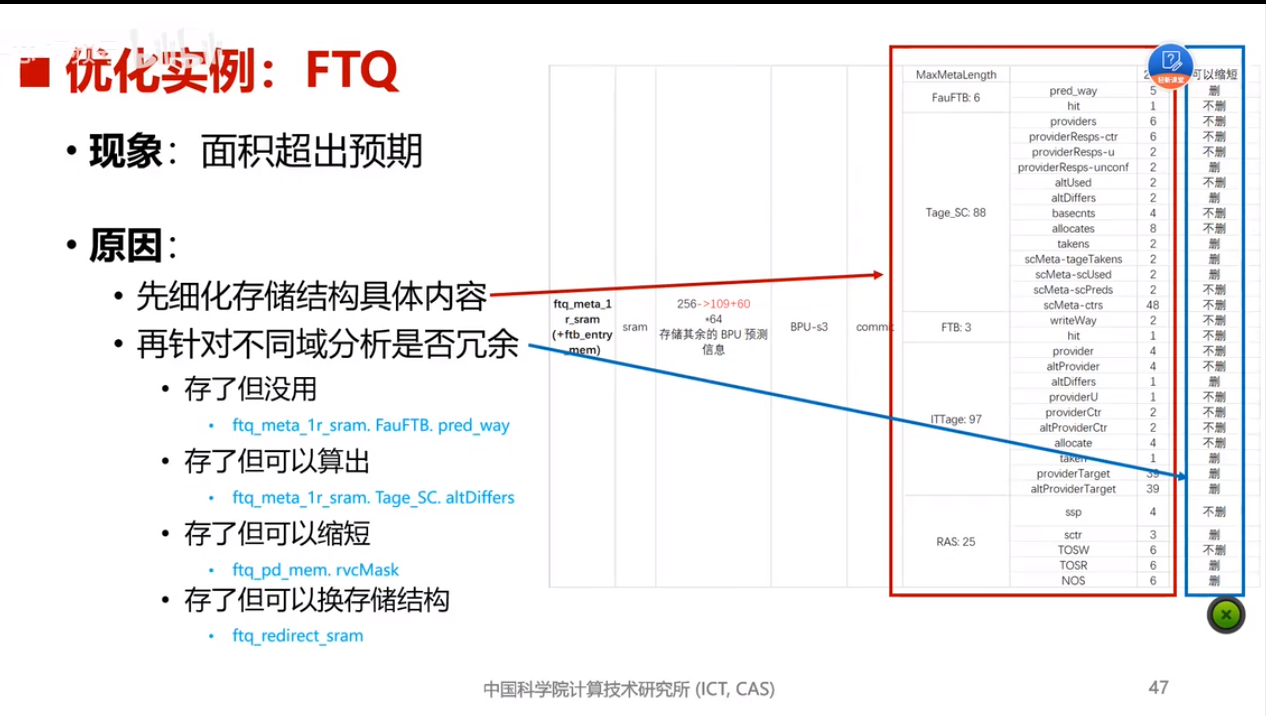 优化实例：FTQ
• 现象：面积超出预期
• 原因：
• 先细化存储结构具体内容
• 再针对不同域分析是否冗余
• 存了但没用
• ftq_meta_1r_sram. FauFTB. pred_way
• 存了但可以算出
• ftq_meta_1r_sram. Tage_SC. altDiffers
• 存了但可以缩短
• ftq_pd_mem. rvcMask
• 存了但可以换存储结构
• ftq_redirect_sram
ftq_meta_1
r_sram
(+ftb_entry
_mem)
sram
256->109+60
*64
存储其余的 BPU 预测
信息
BPU-s3
comm
MaxMetaLength 2 可以缩短
FauFTB: 6
pred_way 5 删
hit 1 不删
Tage_SC: 88
providers 6 不删
providerResps-ctr 6 不删
providerResps-u 2 不删
providerResps-unconf 2 删
altUsed 2 不删
altDiffers 2 删
basecnts 4 不删
allocates 8 不删
takens 2 删
scMeta-tageTakens 2 删
scMeta-scUsed 2 删
scMeta-scPreds 2 不删
scMeta-ctrs 48 不删
FTB: 3
writeWay 2 不删
hit 1 不删
ITTage: 97
provider 4 不删
altProvider 4 不删
altDiffers 1 删
providerU 1 不删
providerCtr 2 不删
altProviderCtr 2 不删
allocate 4 不删
taken 1 删
providerTarget 39 删
altProviderTarget 39 删
RAS: 25
ssp 4 不删
sctr 3 删
TOSW 6 不删
TOSR 6 删
NOS 6 删
中国科学院计算技术研究所 (ICT, CAS)
47